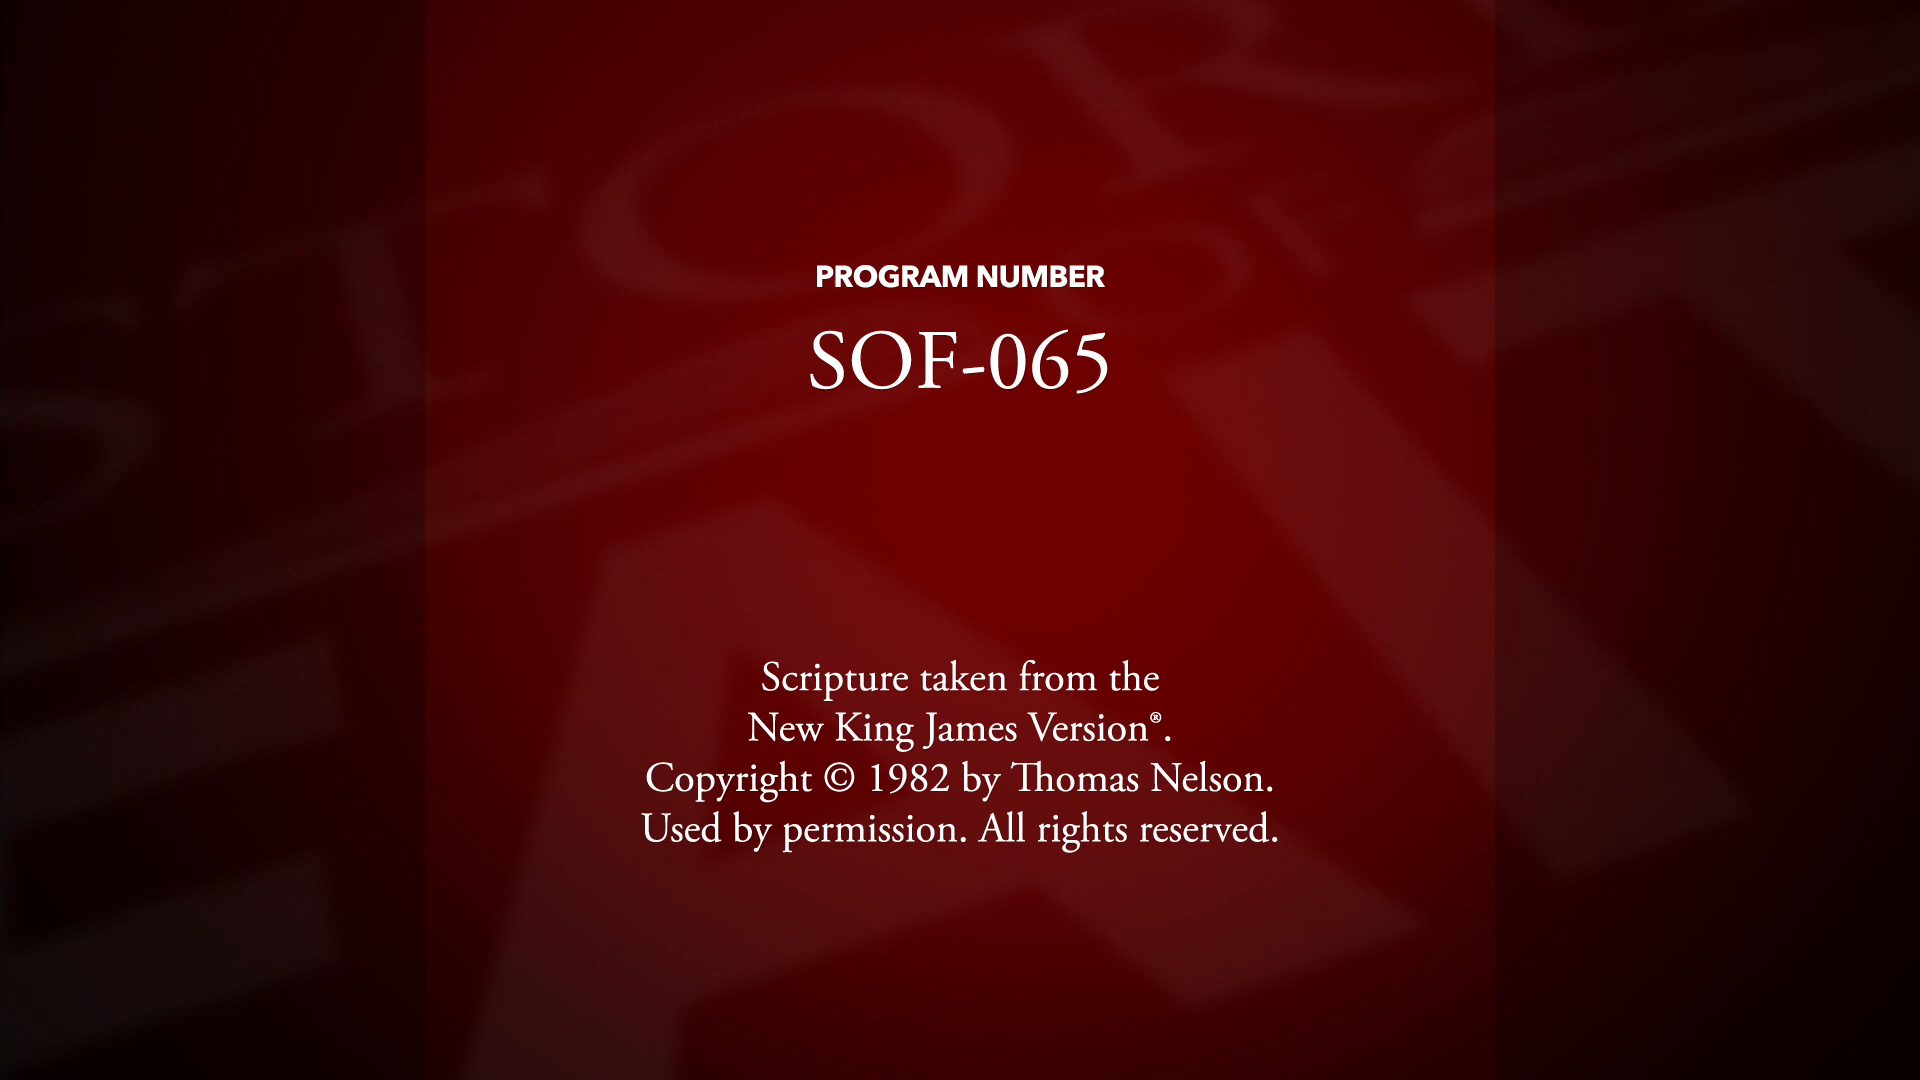 PROGRAM NUMBER
SOF-065
Scripture taken from the
New King James Version®.
Copyright © 1982 by Thomas Nelson.
Used by permission. All rights reserved.